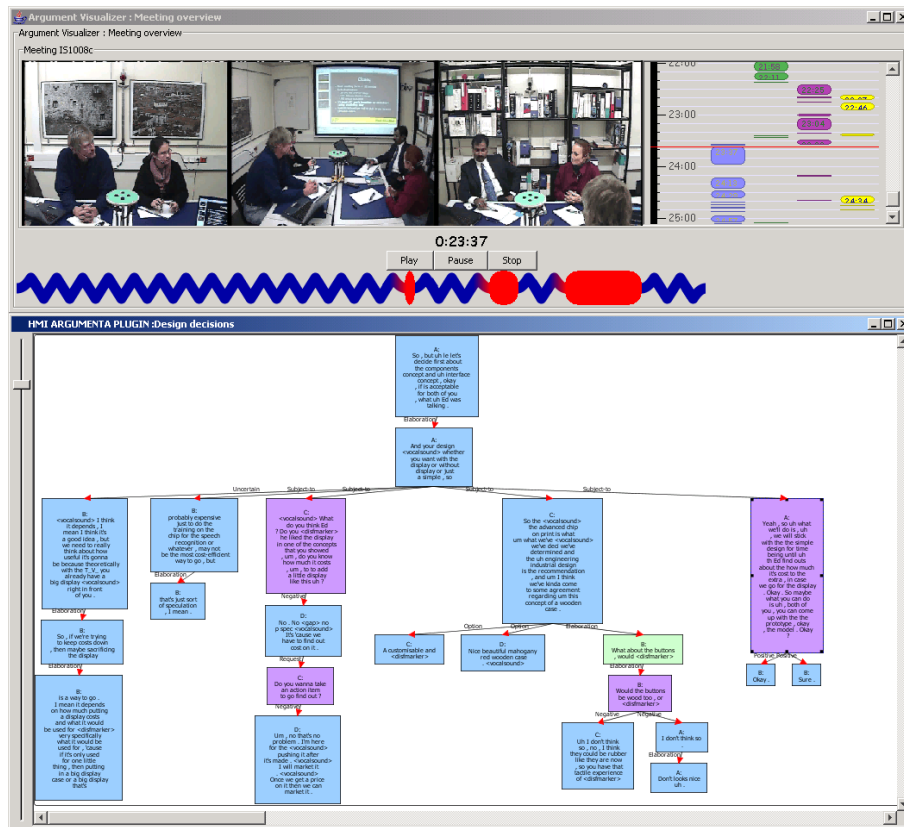 Argument Visualizer : Meeting overview
Argument Visualizer : Meeting overview
Meeting IS1008c
22:00
21:58
22:11
22:25
22:46
23:00
23:04
24:00
24:34
25:00
0:23:37
Play
Pause
Stop
HMI ARGUMENTA PLUGIN :Design decisions
A:
So , but uh le let's
decide first about
the components
concept and uh interface
concept , okay
, if is acceptable
for both of you
, what uh Ed was
talking .
Elaboration
A:
And your design
<vocalsound> whether
you want with the
display or without
display or just
a simple , so
Uncertain
Subject-to
Subject-to
Subject-to
Subject-to
B:
<vocalsound> I think
it depends , I
mean I think it's
a good idea , but
we need to really
think about how
useful it's gonna
be because theoretically
with the T_V_ you
already have a
big display <vocalsound>
right in front
of you .
Elaboration
B:
So , if we're trying
to keep costs down
, then maybe sacrificing
the display
Elaboration
B:
is a way to go .
I mean it depends
on how much putting
a display costs
and what it would
be used for <disfmarker>
very specifically
what it would be
used for , 'cause
if it's only used
for one little
thing , then putting
in a big display
case or a big display
that's
B:
probably expensive
just to do the
training on the
chip for the speech
recognition or
whatever , may not
be the most cost-efficient
way to go , but
Elaboration
B:
that's just sort
of speculation
, I mean .
C:
<vocalsound> What
do you think Ed
? Do you <disfmarker>
he liked the display
in one of the concepts
that you showed
, um , do you know
how much it costs
, um , to to add
a little display
like this uh ?
Negative
D:
No . No <gap> no
p spec <vocalsound>
It's 'cause we
have to find out
cost on it .
Request
C:
Do you wanna take
an action item
to go find out ?
Negative
D:
Um , no that's no
problem . I'm here
for the <vocalsound>
pushing it after
it's made . <vocalsound>
I will market it
. <vocalsound>
Once we get a price
on it then we can
market it .
C:
So the <vocalsound>
the advanced chip
on print is what
um what we've <vocalsound>
we've deci we've
determined and
the uh engineering
industrial design
is the recommendation
, and um I think
we've kinda come
to some agreement
regarding um this
concept of a wooden
case .
Option
Option
Elaboration
C:
A customisable and
<disfmarker>
D:
Nice beautiful mahogany
red wooden case
. <vocalsound>
B:
What about the buttons
, would <disfmarker>
Elaboration
B:
Would the buttons
be wood too , or
<disfmarker>
Negative
Negative
C:
Uh I don't think
so , no , I think
they could be rubber
like they are now
, so you have that
tactile experience
of <disfmarker>
A:
I don't think so
.
Elaboration
A:
Don't looks nice
uh .
A:
Yeah , so uh what
we'll do is , uh
, we will stick
with the the simple
design for time
being until uh
th Ed find outs
about the how much
it's cost to the
extra , in case
we go for the display
. Okay . So maybe
what you can do
is uh , both of
you , you can come
up with the the
prototype , okay
, the model . Okay
?
Positive
Positive
B:
Okay .
B:
Sure .